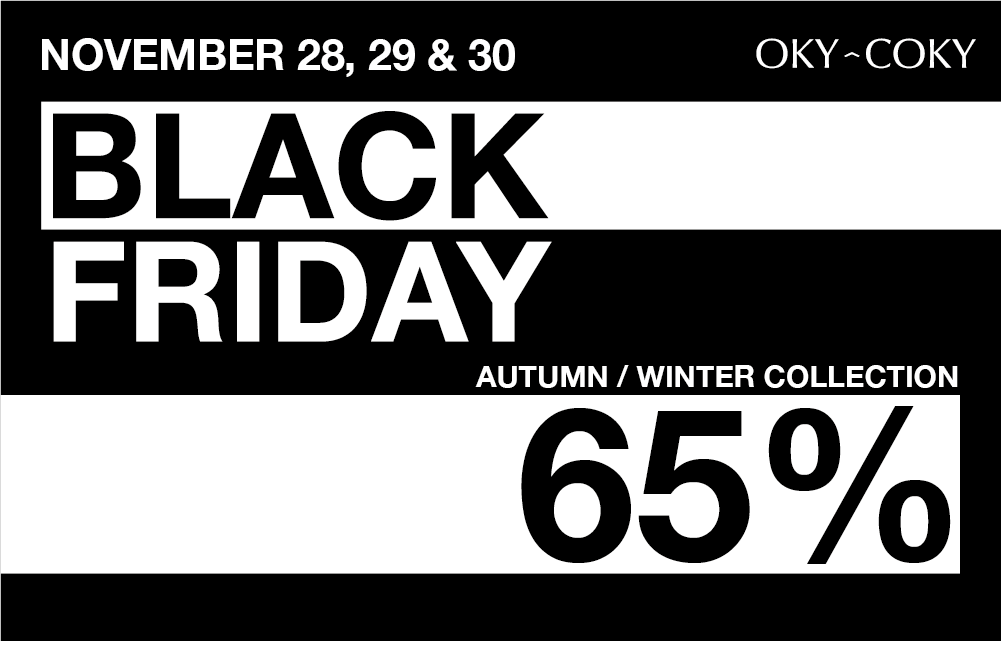 NOVEMBER 28, 29 & 30
OKY^COKY
BLACK
FRIDAY
AUTUMN / WINTER COLLECTION
65%